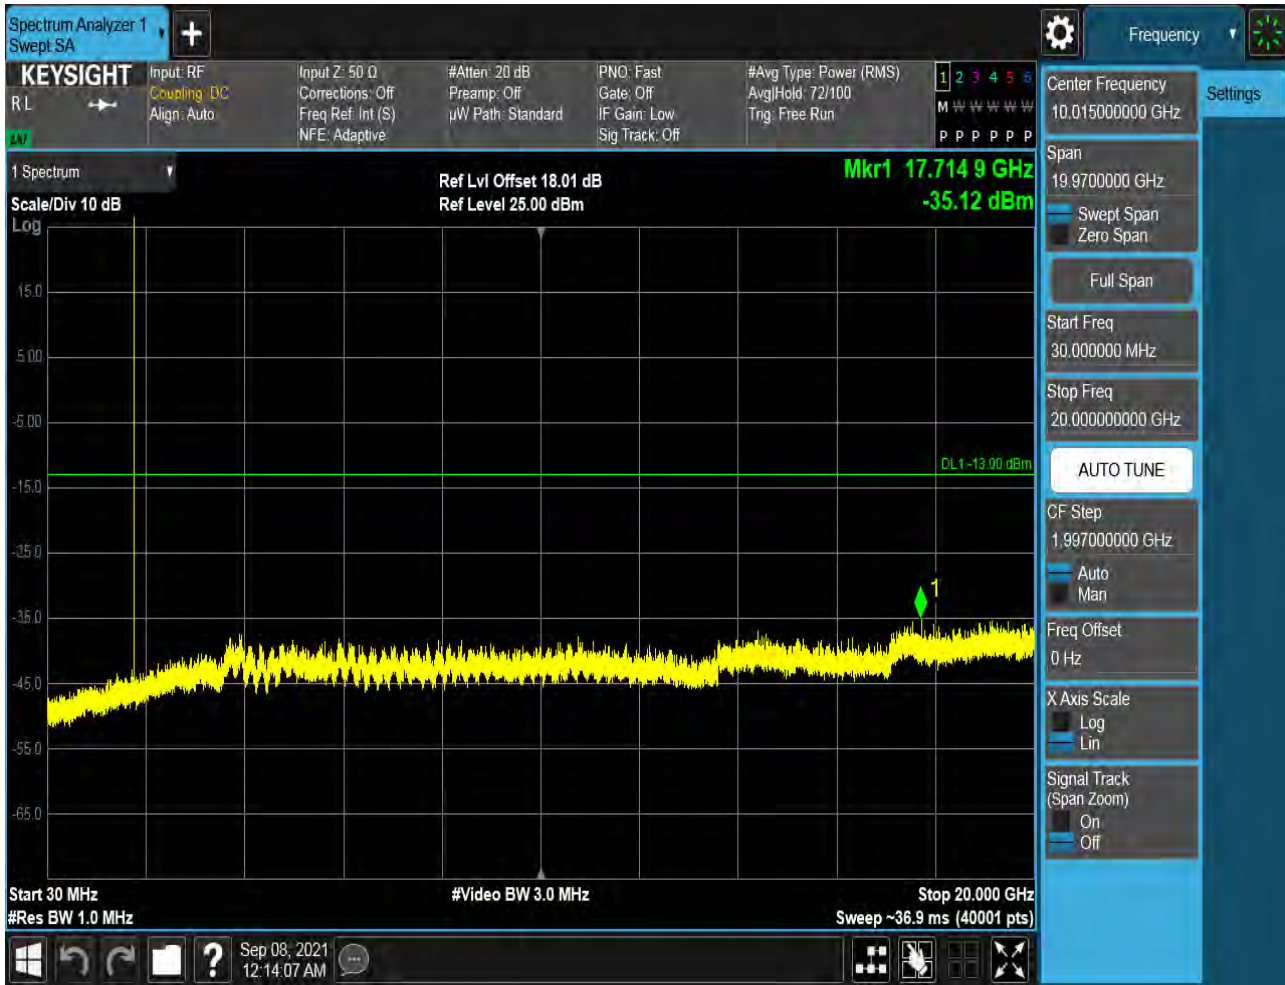 Spectrum Analyzer 1
Swept SA
Frequency
KEYSIGHT
R L
Input: RF
Coupling: DC
Align: Auto
Input Z: 50 Ω
Corrections: Off
Freq Ref: Int (S)
NFE: Adaptive
#Atten: 20 dB
Preamp: Off
µW Path: Standard
PNO: Fast
Gate: Off
IF Gain: Low
Sig Track: Off
#Avg Type: Power (RMS)
Avg|Hold: 72/100
Trig: Free Run
1 2 3 4 5 6
M W W W W W
P P P P P P
1 Spectrum
Scale/Div 10 dB
Log
Ref Lvl Offset 18.01 dB
Ref Level 25.00 dBm
Mkr1 17.714 9 GHz
-35.12 dBm
15.0
5.00
-5.00
DL1 -13.00 dBm
-15.0
-25.0
1
-35.0
-45.0
-55.0
-65.0
Start 30 MHz
#Video BW 3.0 MHz
Stop 20.000 GHz
#Res BW 1.0 MHz
Sweep ~36.9 ms (40001 pts)
Sep 08, 2021
12:14:07 AM
Center Frequency
10.015000000 GHz
Settings
Span
19.9700000 GHz
Swept Span
Zero Span
Full Span
Start Freq
30.000000 MHz
Stop Freq
20.000000000 GHz
AUTO TUNE
CF Step
1.997000000 GHz
Auto
Man
Freq Offset
0 Hz
X Axis Scale
Log
Lin
Signal Track
(Span Zoom)
On
Off